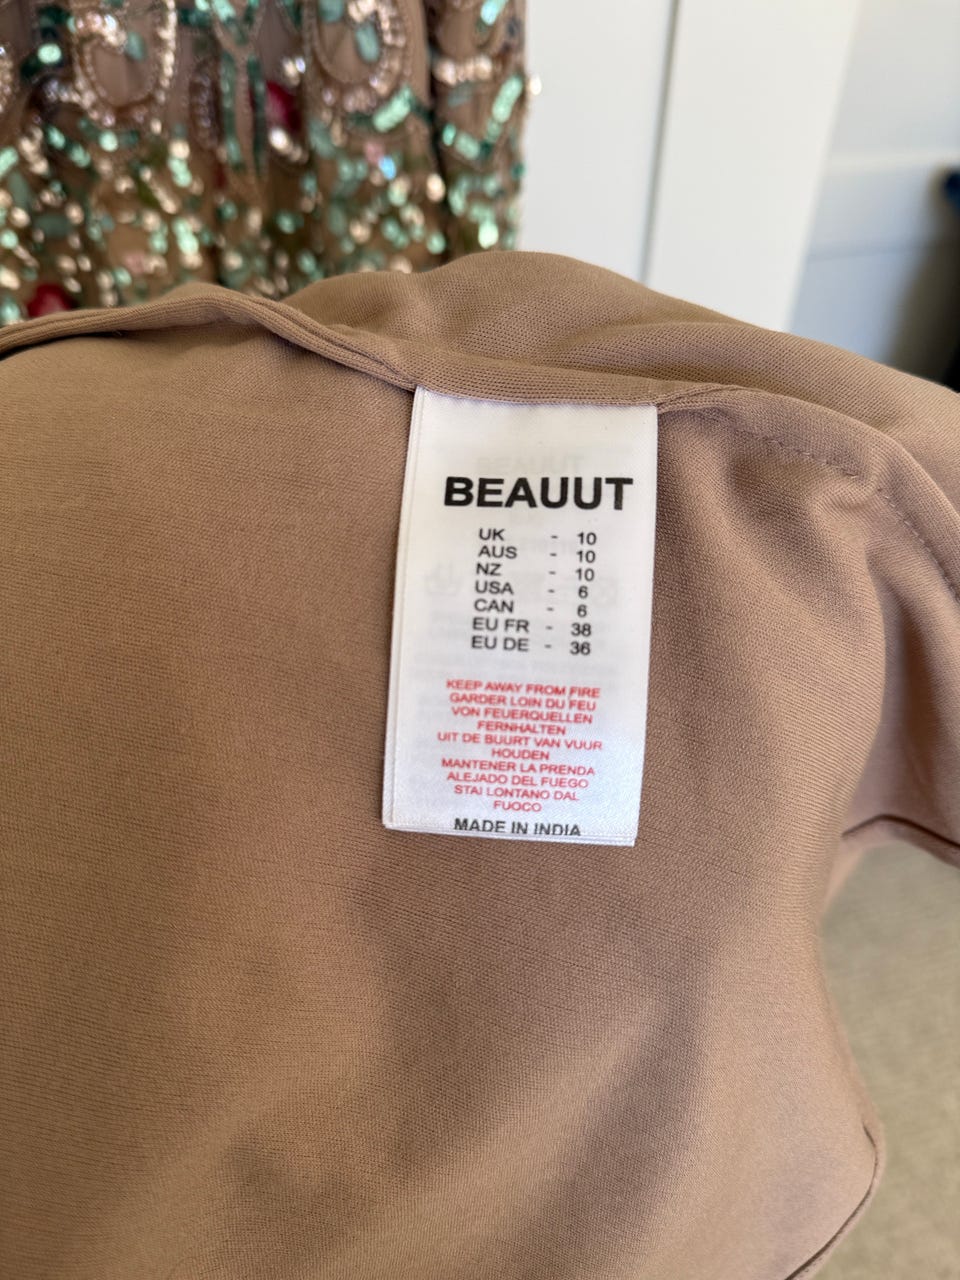 BEAUUT
UK - 10
AUS - 10
NZ - 10
USA - 6
CAN - 6
EU FR - 38
EU DE - 36
KEEP AWAY FROM FIRE
GARDER LOIN DU FEU
VON FEUERQUELLEN
FERNHALTEN
UIT DE BUURT VAN VUUR
HOUDEN
MANTENER LA PRENDA
ALEJADO DEL FUEGO
STAI LONTANO DAL
FUOCO
MADE IN INDIA